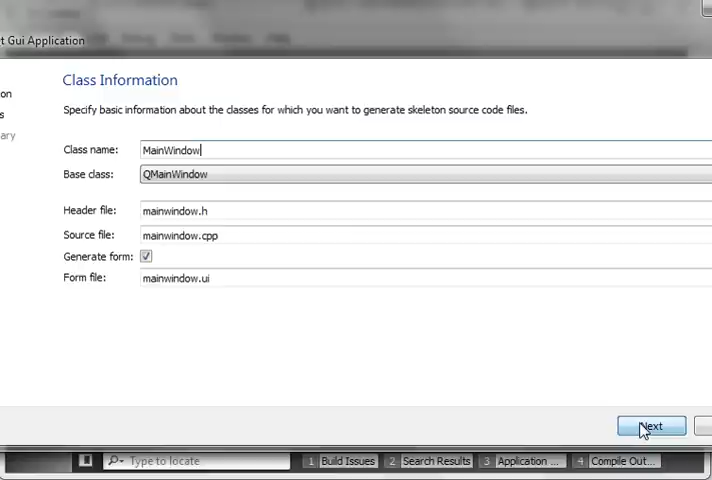 t Gui Application
on
s
ary
Class Information
Specify basic information about the classes for which you want to generate skeleton source code files.
Class name: MainWindow
Base class: QMainWindow
Header file: mainwindow.h
Source file: mainwindow.cpp
Generate form:
Form file: mainwindow.ui
Next
Type to locate 1 Build Issues 2 Search Results 3 Application ... 4 Compile Out...